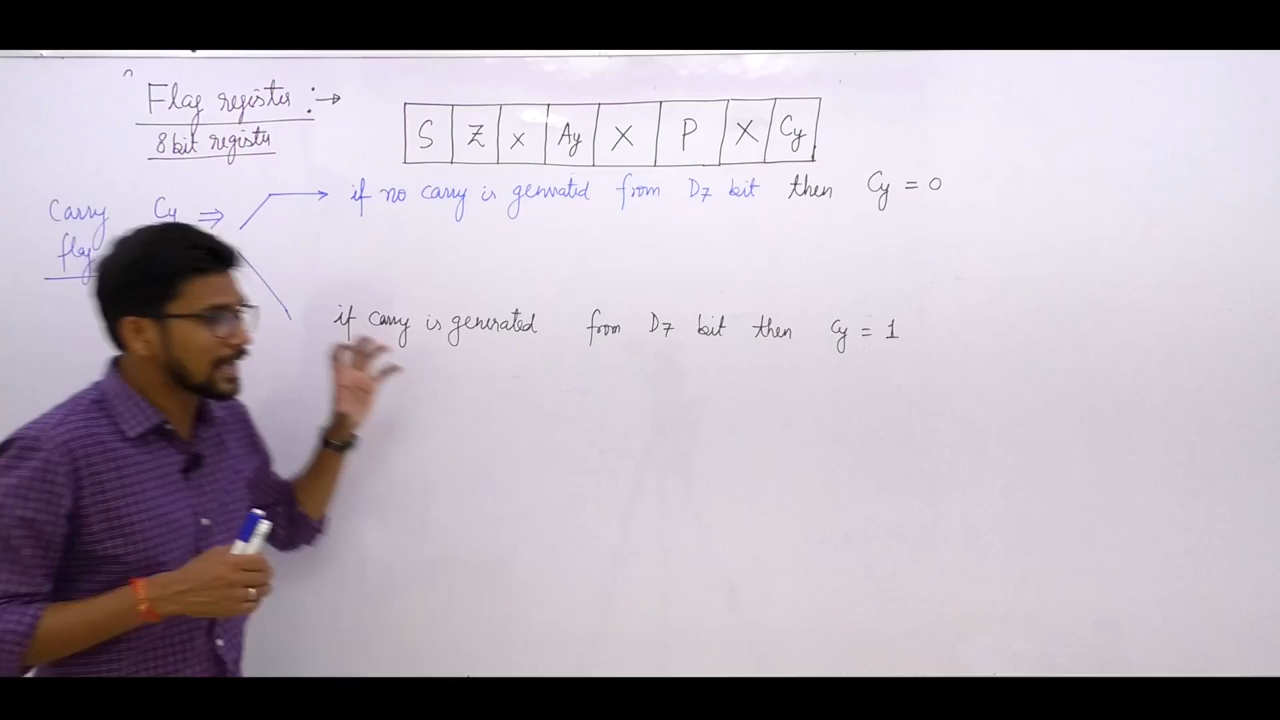 Flag register :→
8 bit register
S Z x Ay X P X Cy
Carry flag Cy ⇒
if no carry is generated from D7 bit then Cy = 0
if carry is generated from D7 bit then Cy = 1